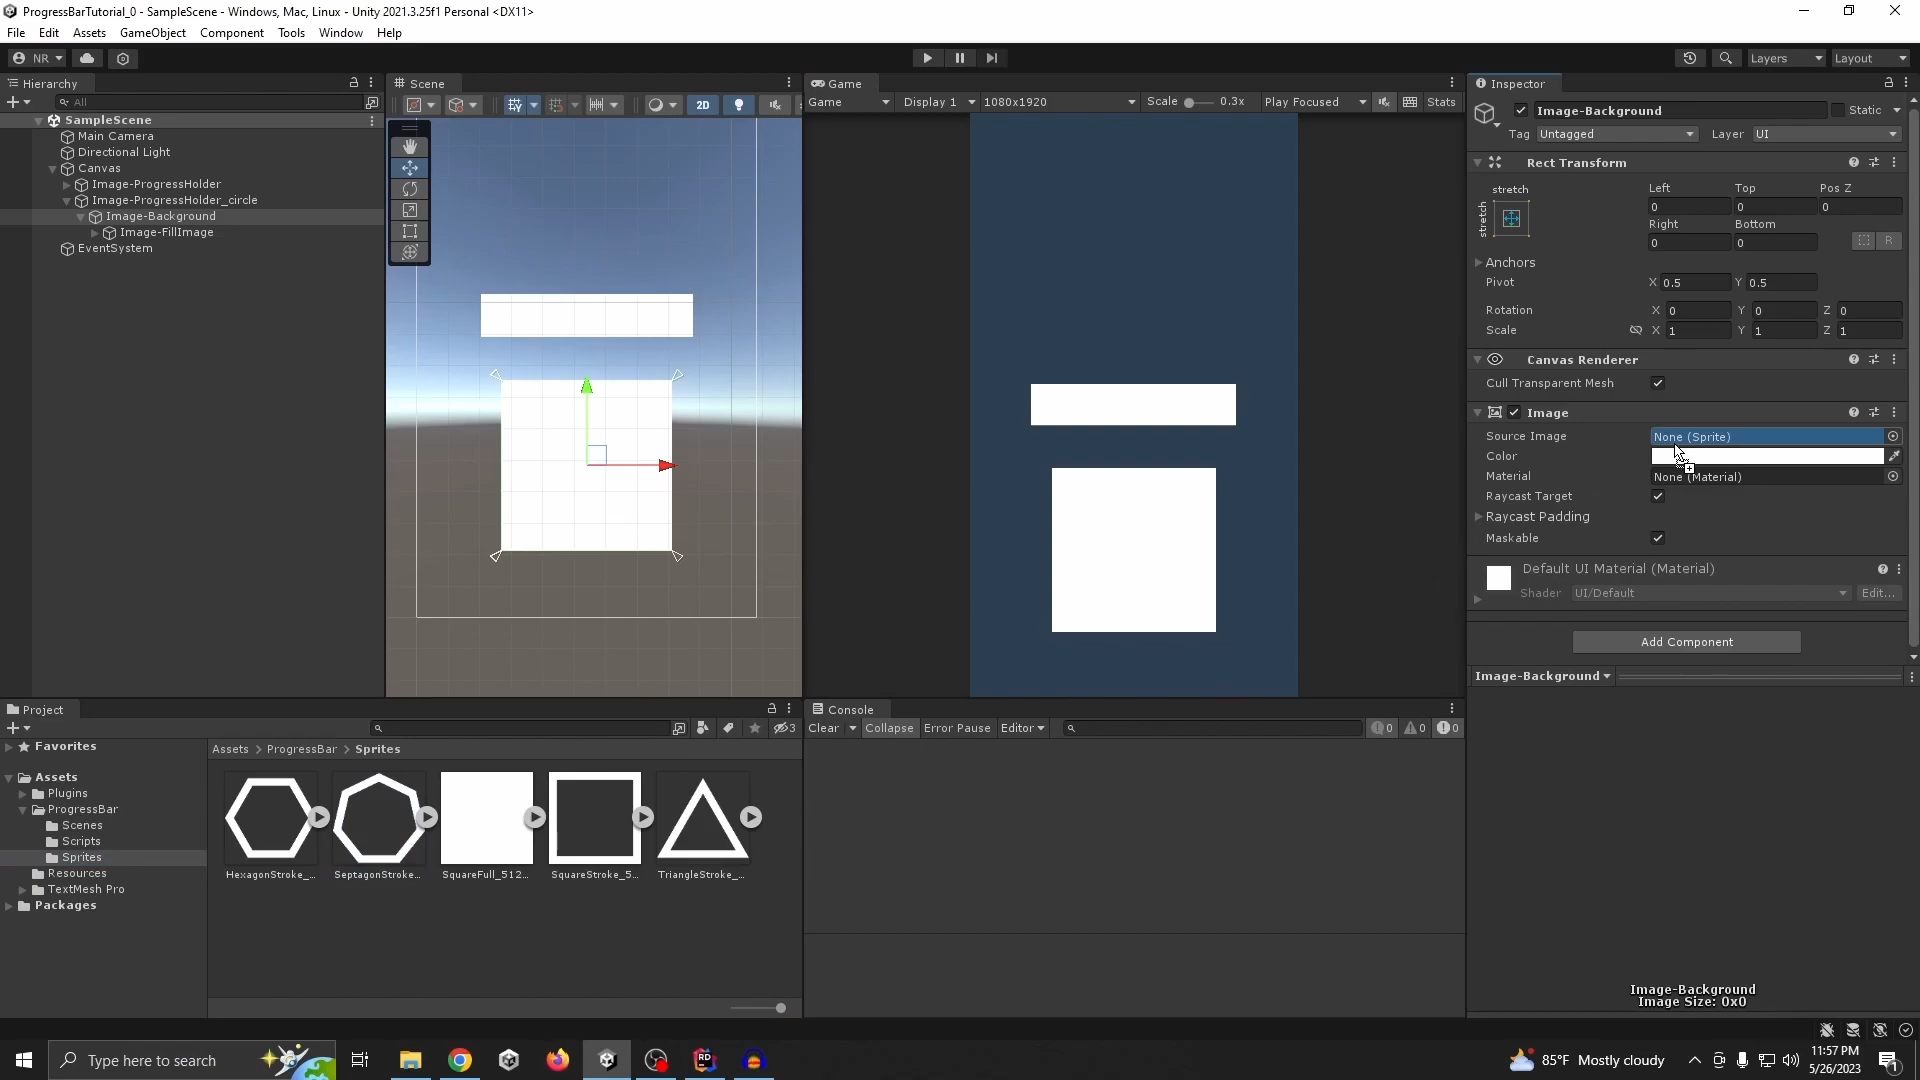 ProgressBarTutorial_0 - SampleScene - Windows, Mac, Linux - Unity 2021.3.25f1 Personal <DX11>
File Edit Assets GameObject Component Tools Window Help
NR Layers Layout
Hierarchy
All
SampleScene
Main Camera
Directional Light
Canvas
Image-ProgressHolder
Image-ProgressHolder_circle
Image-Background
Image-FillImage
EventSystem
Scene
2D
Game
Game Display 1 1080x1920 Scale 0.3x Play Focused Stats
Inspector
Image-Background Static
Tag Untagged Layer UI
Rect Transform
stretch
stretch
Left Top Pos Z
0 0 0
Right Bottom
0 0 R
Anchors
Pivot X 0.5 Y 0.5
Rotation X 0 Y 0 Z 0
Scale X 1 Y 1 Z 1
Canvas Renderer
Cull Transparent Mesh
Image
Source Image None (Sprite)
Color
Material None (Material)
Raycast Target
Raycast Padding
Maskable
Default UI Material (Material)
Shader UI/Default Edit...
Add Component
Image-Background
Image-Background
Image Size: 0x0
Project
3
Favorites
Assets
Plugins
ProgressBar
Scenes
Scripts
Sprites
Resources
TextMesh Pro
Packages
Assets > ProgressBar > Sprites
HexagonStroke_... SeptagonStroke... SquareFull_512... SquareStroke_5... TriangleStroke_...
Console
Clear Collapse Error Pause Editor 0 0 0
Type here to search
RD
85°F Mostly cloudy
11:57 PM
5/26/2023
1